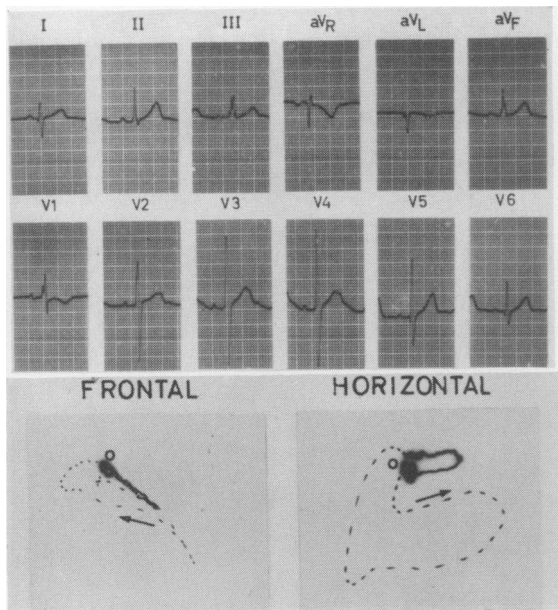 I II III aVR aVL aVF
V1 V2 V3 V4 V5 V6
FRONTAL HORIZONTAL
O O